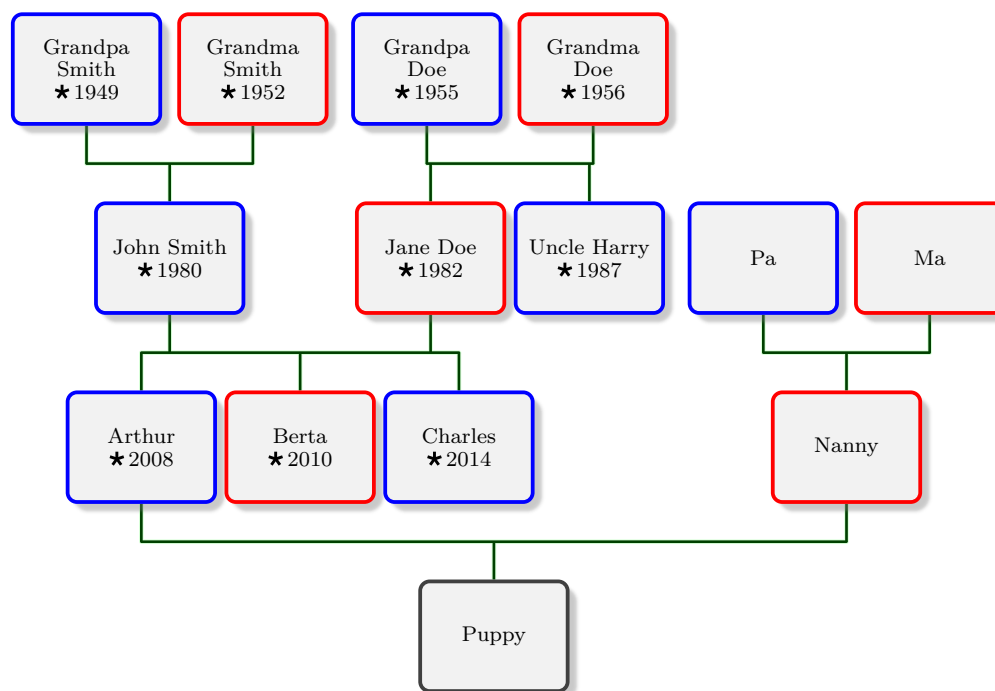 Grandpa
Smith
★1949
Grandma
Smith
★1952
Grandpa
Doe
★1955
Grandma
Doe
★1956
John Smith
★1980
Jane Doe
★1982
Uncle Harry
★1987
Pa
Ma
Arthur
★2008
Berta
★2010
Charles
★2014
Nanny
Puppy